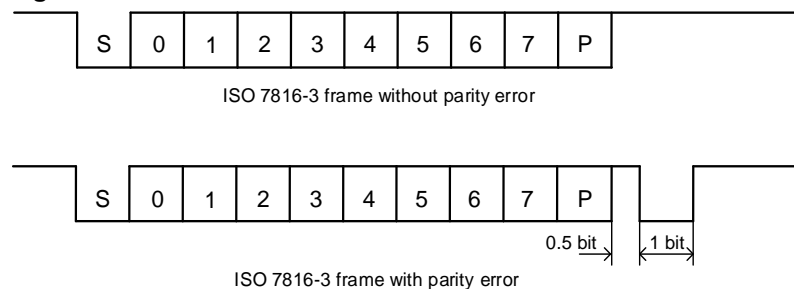 S 0 1 2 3 4 5 6 7 P
ISO 7816-3 frame without parity error
S 0 1 2 3 4 5 6 7 P
0.5 bit 1 bit
ISO 7816-3 frame with parity error